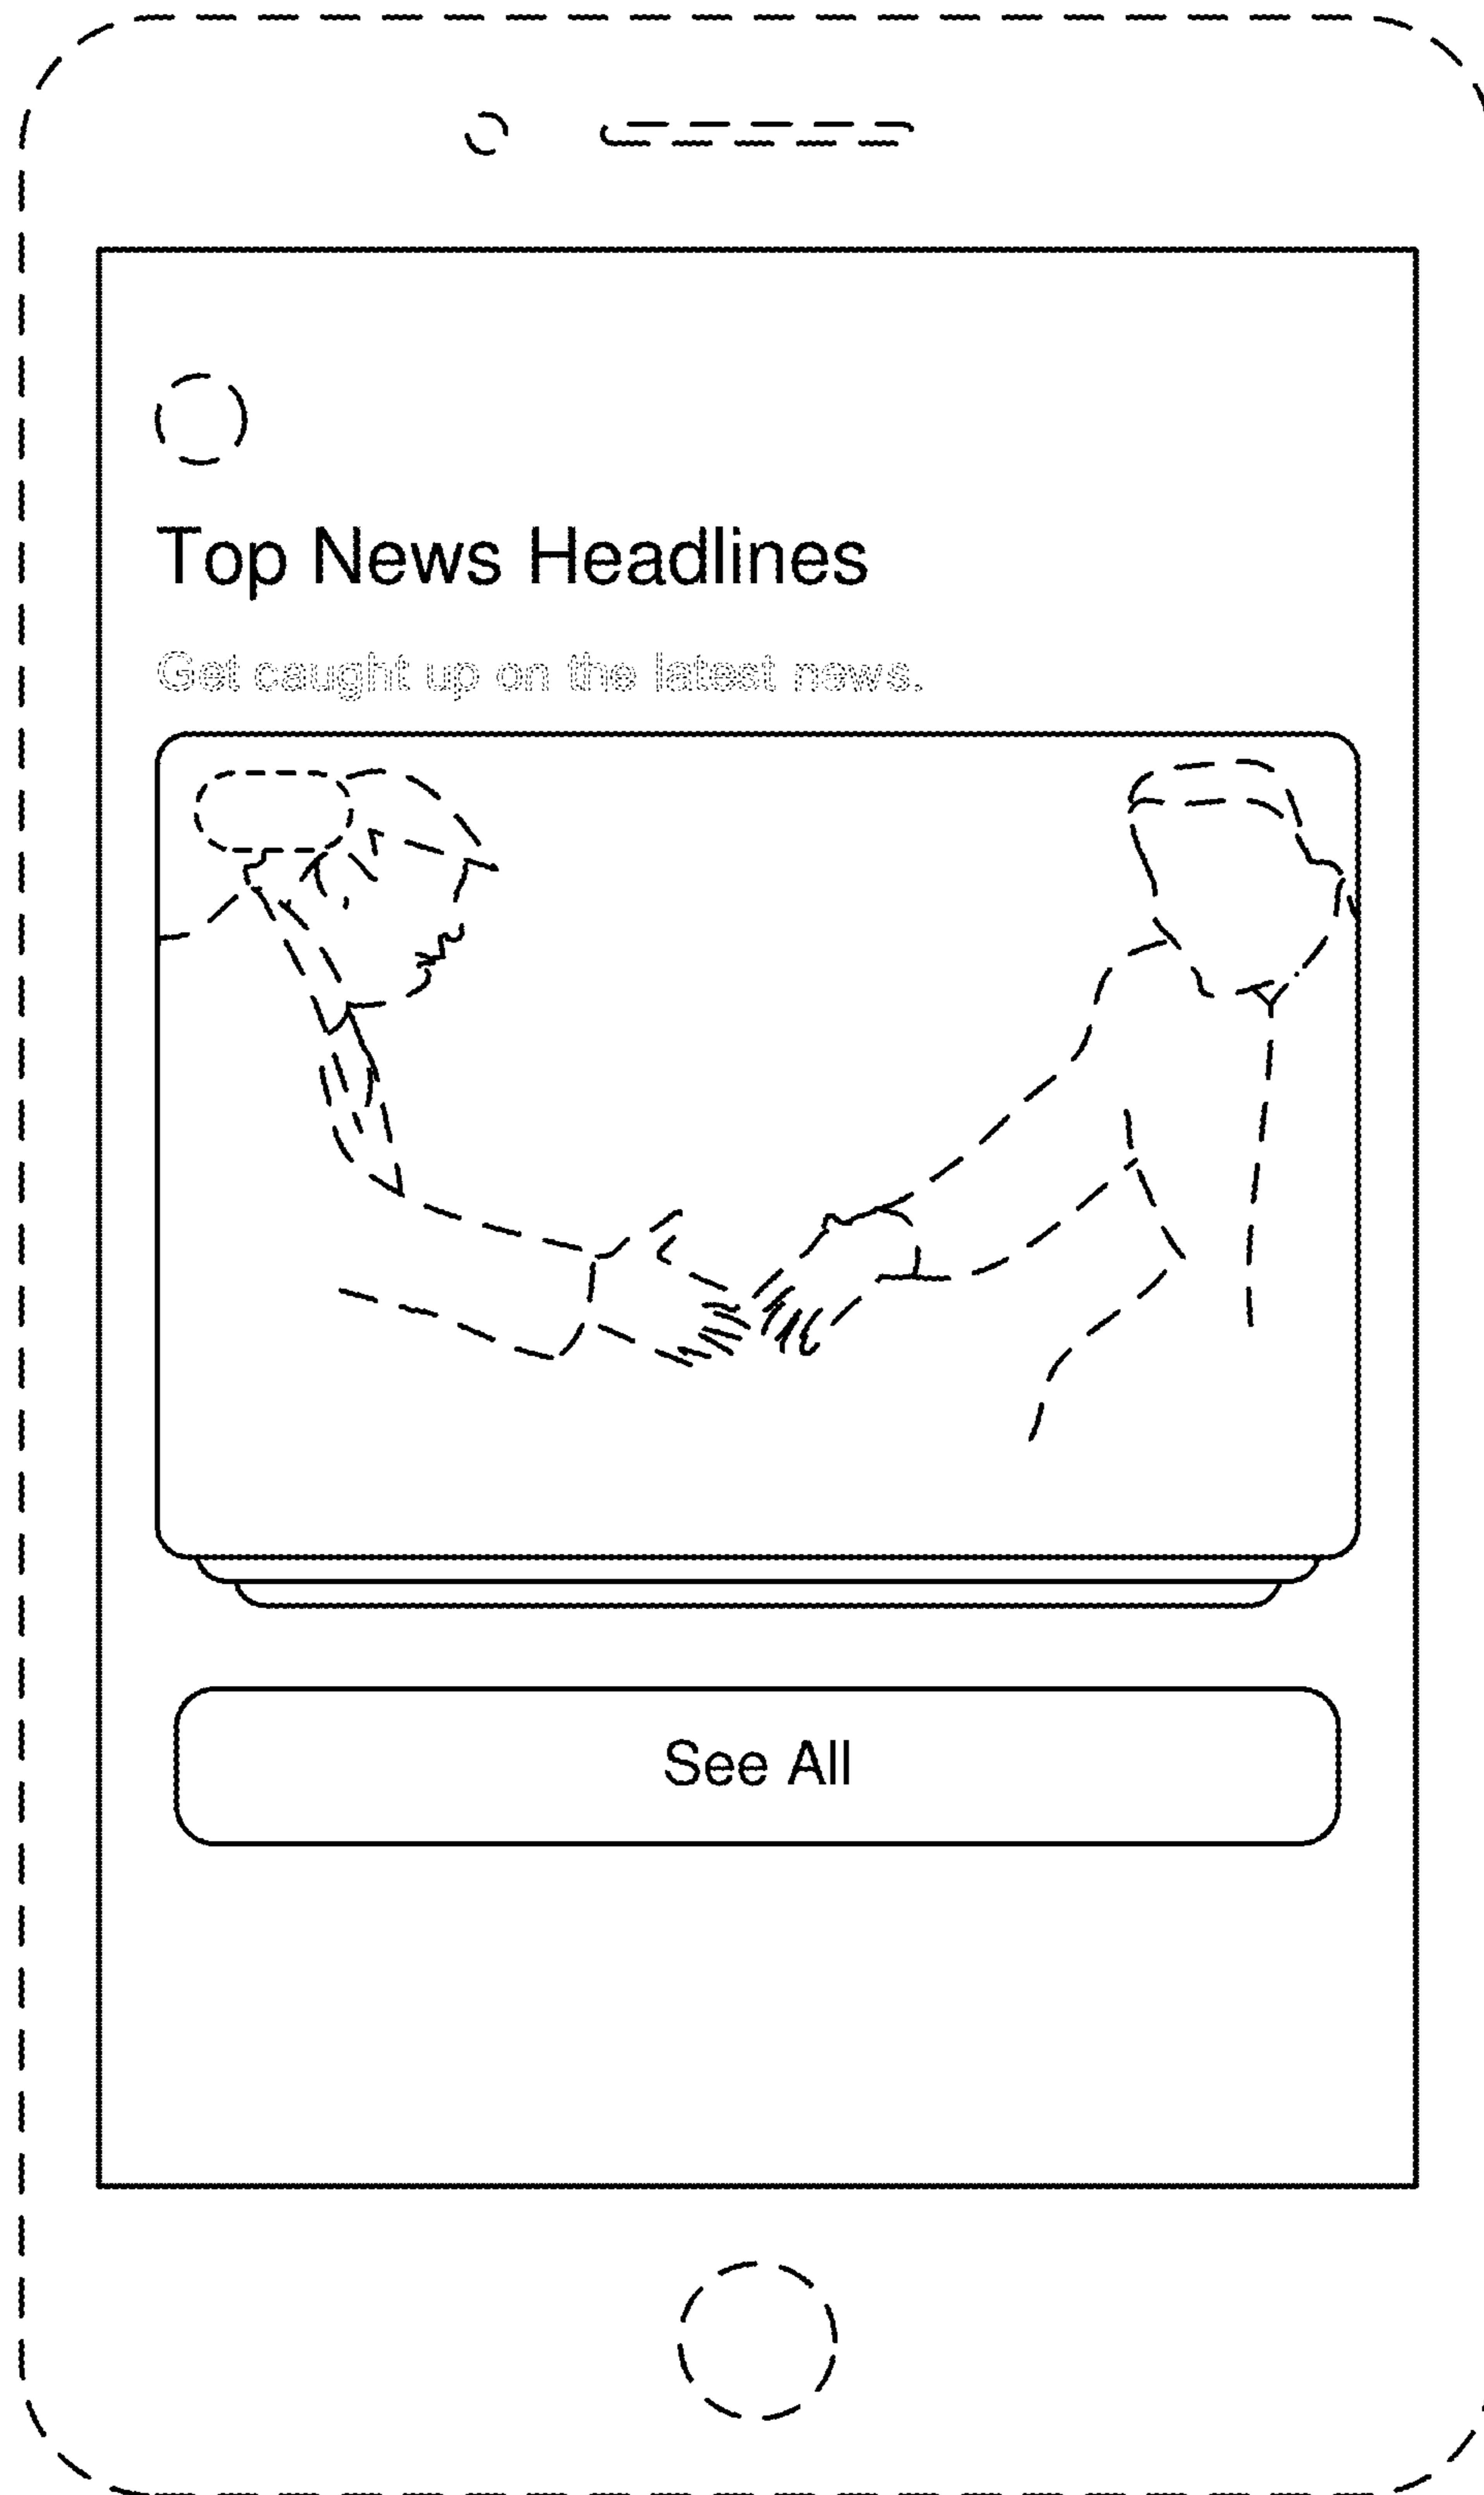 Top News Headlines
Get caught up on the latest news.
See All